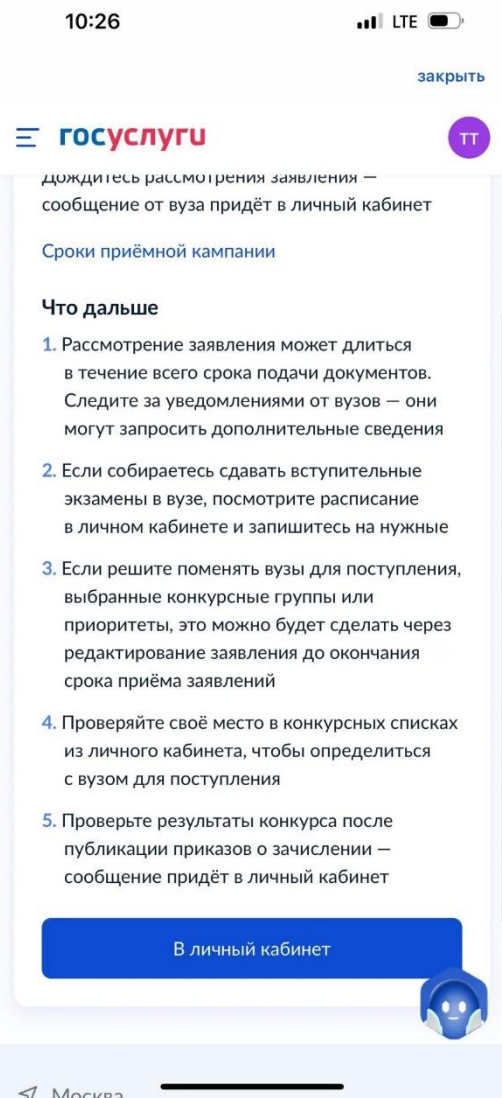 10:26 LTE
закрыть
госуслуги
ТТ
Дождитесь рассмотрения заявления —
сообщение от вуза придёт в личный кабинет
Сроки приёмной кампании
Что дальше
1. Рассмотрение заявления может длиться
в течение всего срока подачи документов.
Следите за уведомлениями от вузов — они
могут запросить дополнительные сведения
2. Если собираетесь сдавать вступительные
экзамены в вузе, посмотрите расписание
в личном кабинете и запишитесь на нужные
3. Если решите поменять вузы для поступления,
выбранные конкурсные группы или
приоритеты, это можно будет сделать через
редактирование заявления до окончания
срока приёма заявлений
4. Проверяйте своё место в конкурсных списках
из личного кабинета, чтобы определиться
с вузом для поступления
5. Проверьте результаты конкурса после
публикации приказов о зачислении —
сообщение придёт в личный кабинет
В личный кабинет
Москва